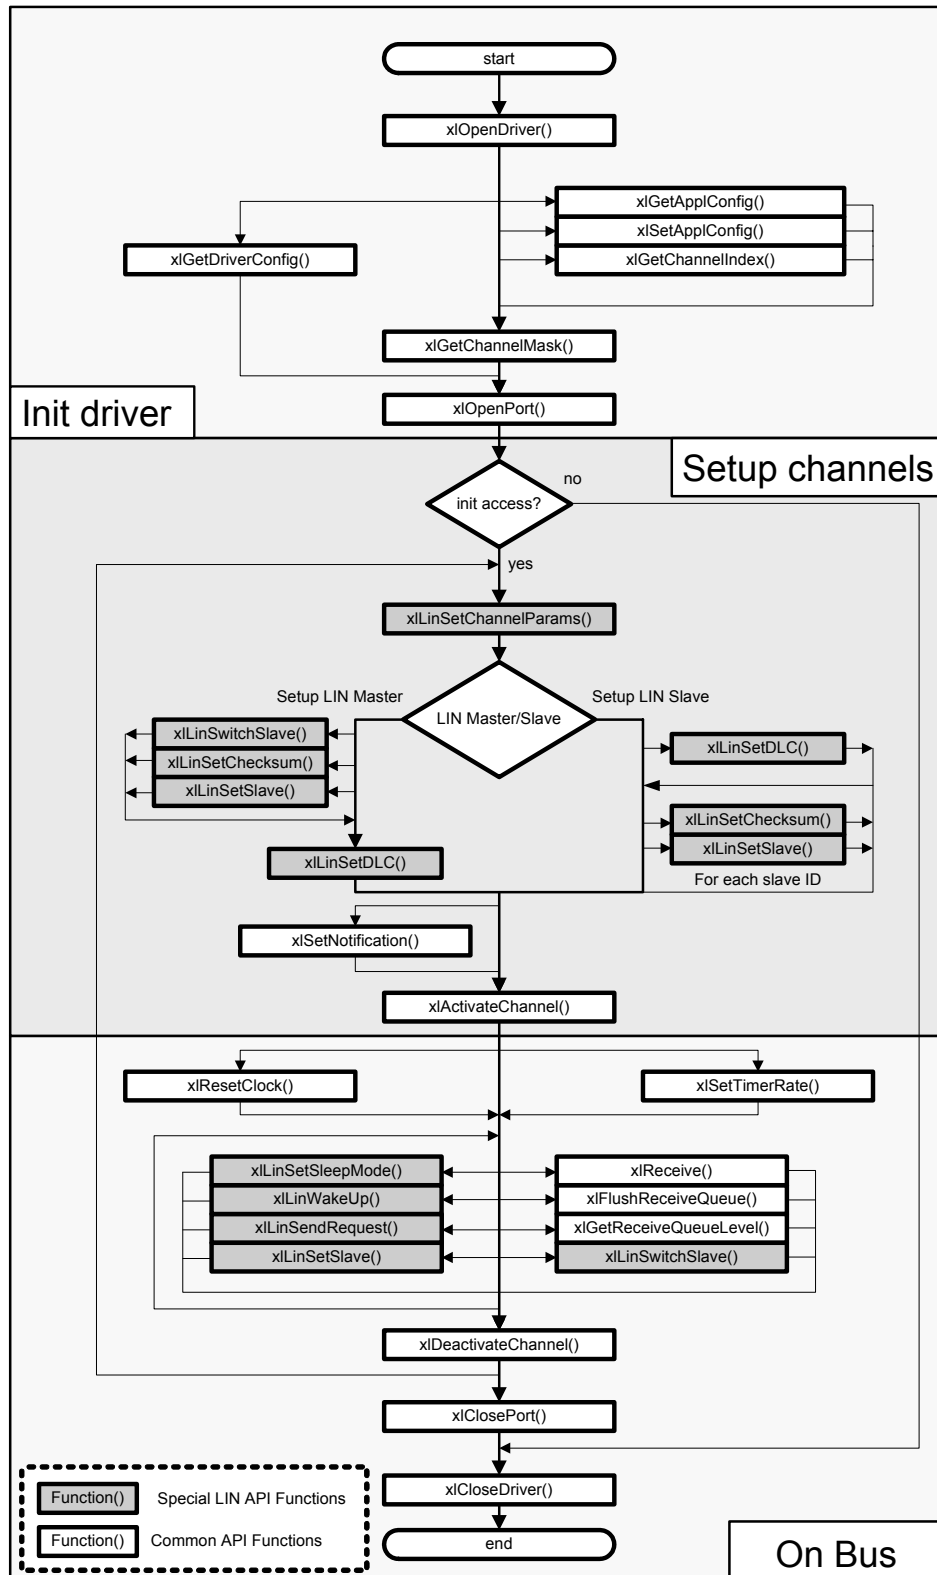 start
xlOpenDriver()
xlGetApplConfig()
xlSetApplConfig()
xlGetDriverConfig()
xlGetChannelIndex()
xlGetChannelMask()
Init driver
xlOpenPort()
Setup channels
no
init access?
yes
xlLinSetChannelParams()
Setup LIN Master
Setup LIN Slave
LIN Master/Slave
xlLinSwitchSlave()
xlLinSetDLC()
xlLinSetChecksum()
xlLinSetSlave()
xlLinSetChecksum()
xlLinSetSlave()
xlLinSetDLC()
For each slave ID
xlSetNotification()
xlActivateChannel()
xlResetClock()
xlSetTimerRate()
xlLinSetSleepMode()
xlReceive()
xlLinWakeUp()
xlFlushReceiveQueue()
xlLinSendRequest()
xlGetReceiveQueueLevel()
xlLinSetSlave()
xlLinSwitchSlave()
xlDeactivateChannel()
xlClosePort()
xlCloseDriver()
end
Function() Special LIN API Functions
Function() Common API Functions
On Bus